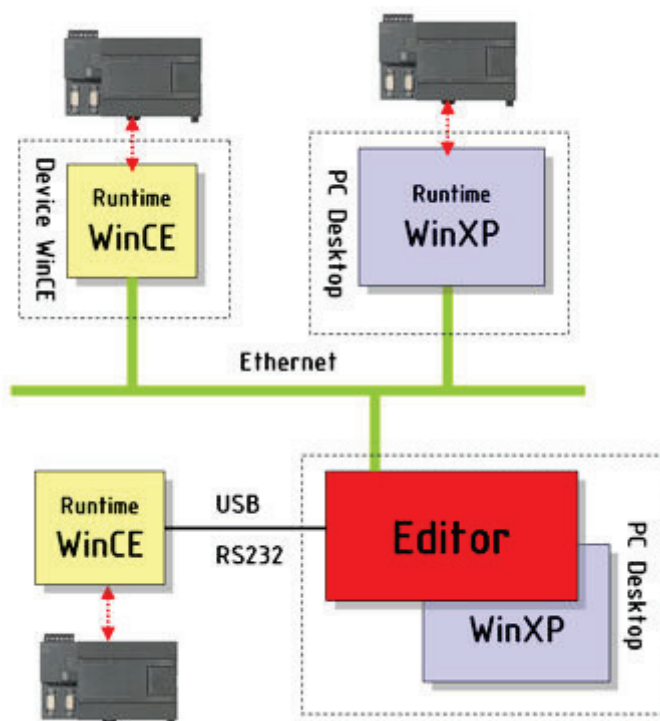 Device WinCE
Runtime
WinCE
PC Desktop
Runtime
WinXP
Ethernet
Runtime
WinCE
USB
RS232
Editor
WinXP
PC Desktop